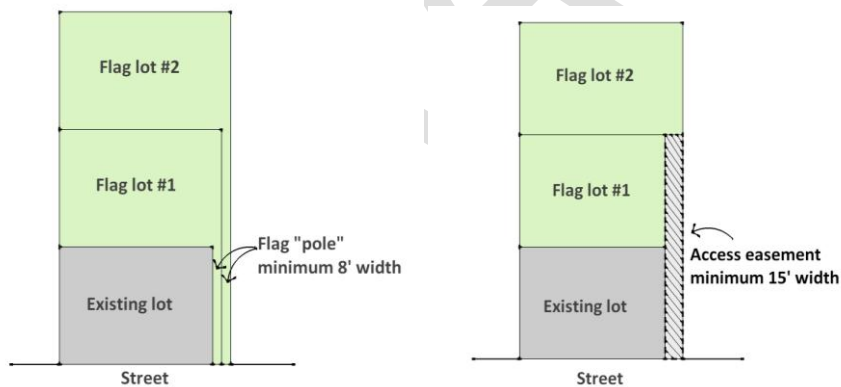 Flag lot #2
Flag lot #1
Flag "pole"
minimum 8' width
Existing lot
Street
Flag lot #2
Flag lot #1
Access easement
minimum 15' width
Existing lot
Street